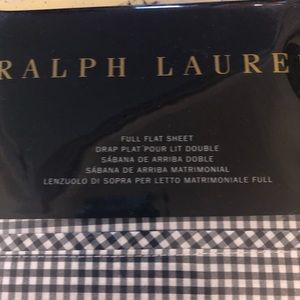 RALPH LAURE
FULL FLAT SHEET
DRAP PLAT POUR LIT DOUBLE
SÁBANA DE ARRIBA DOBLE
SÁBANA DE ARRIBA MATRIMONIAL
LENZUOLO DI SOPRA PER LETTO MATRIMONIALE FULL